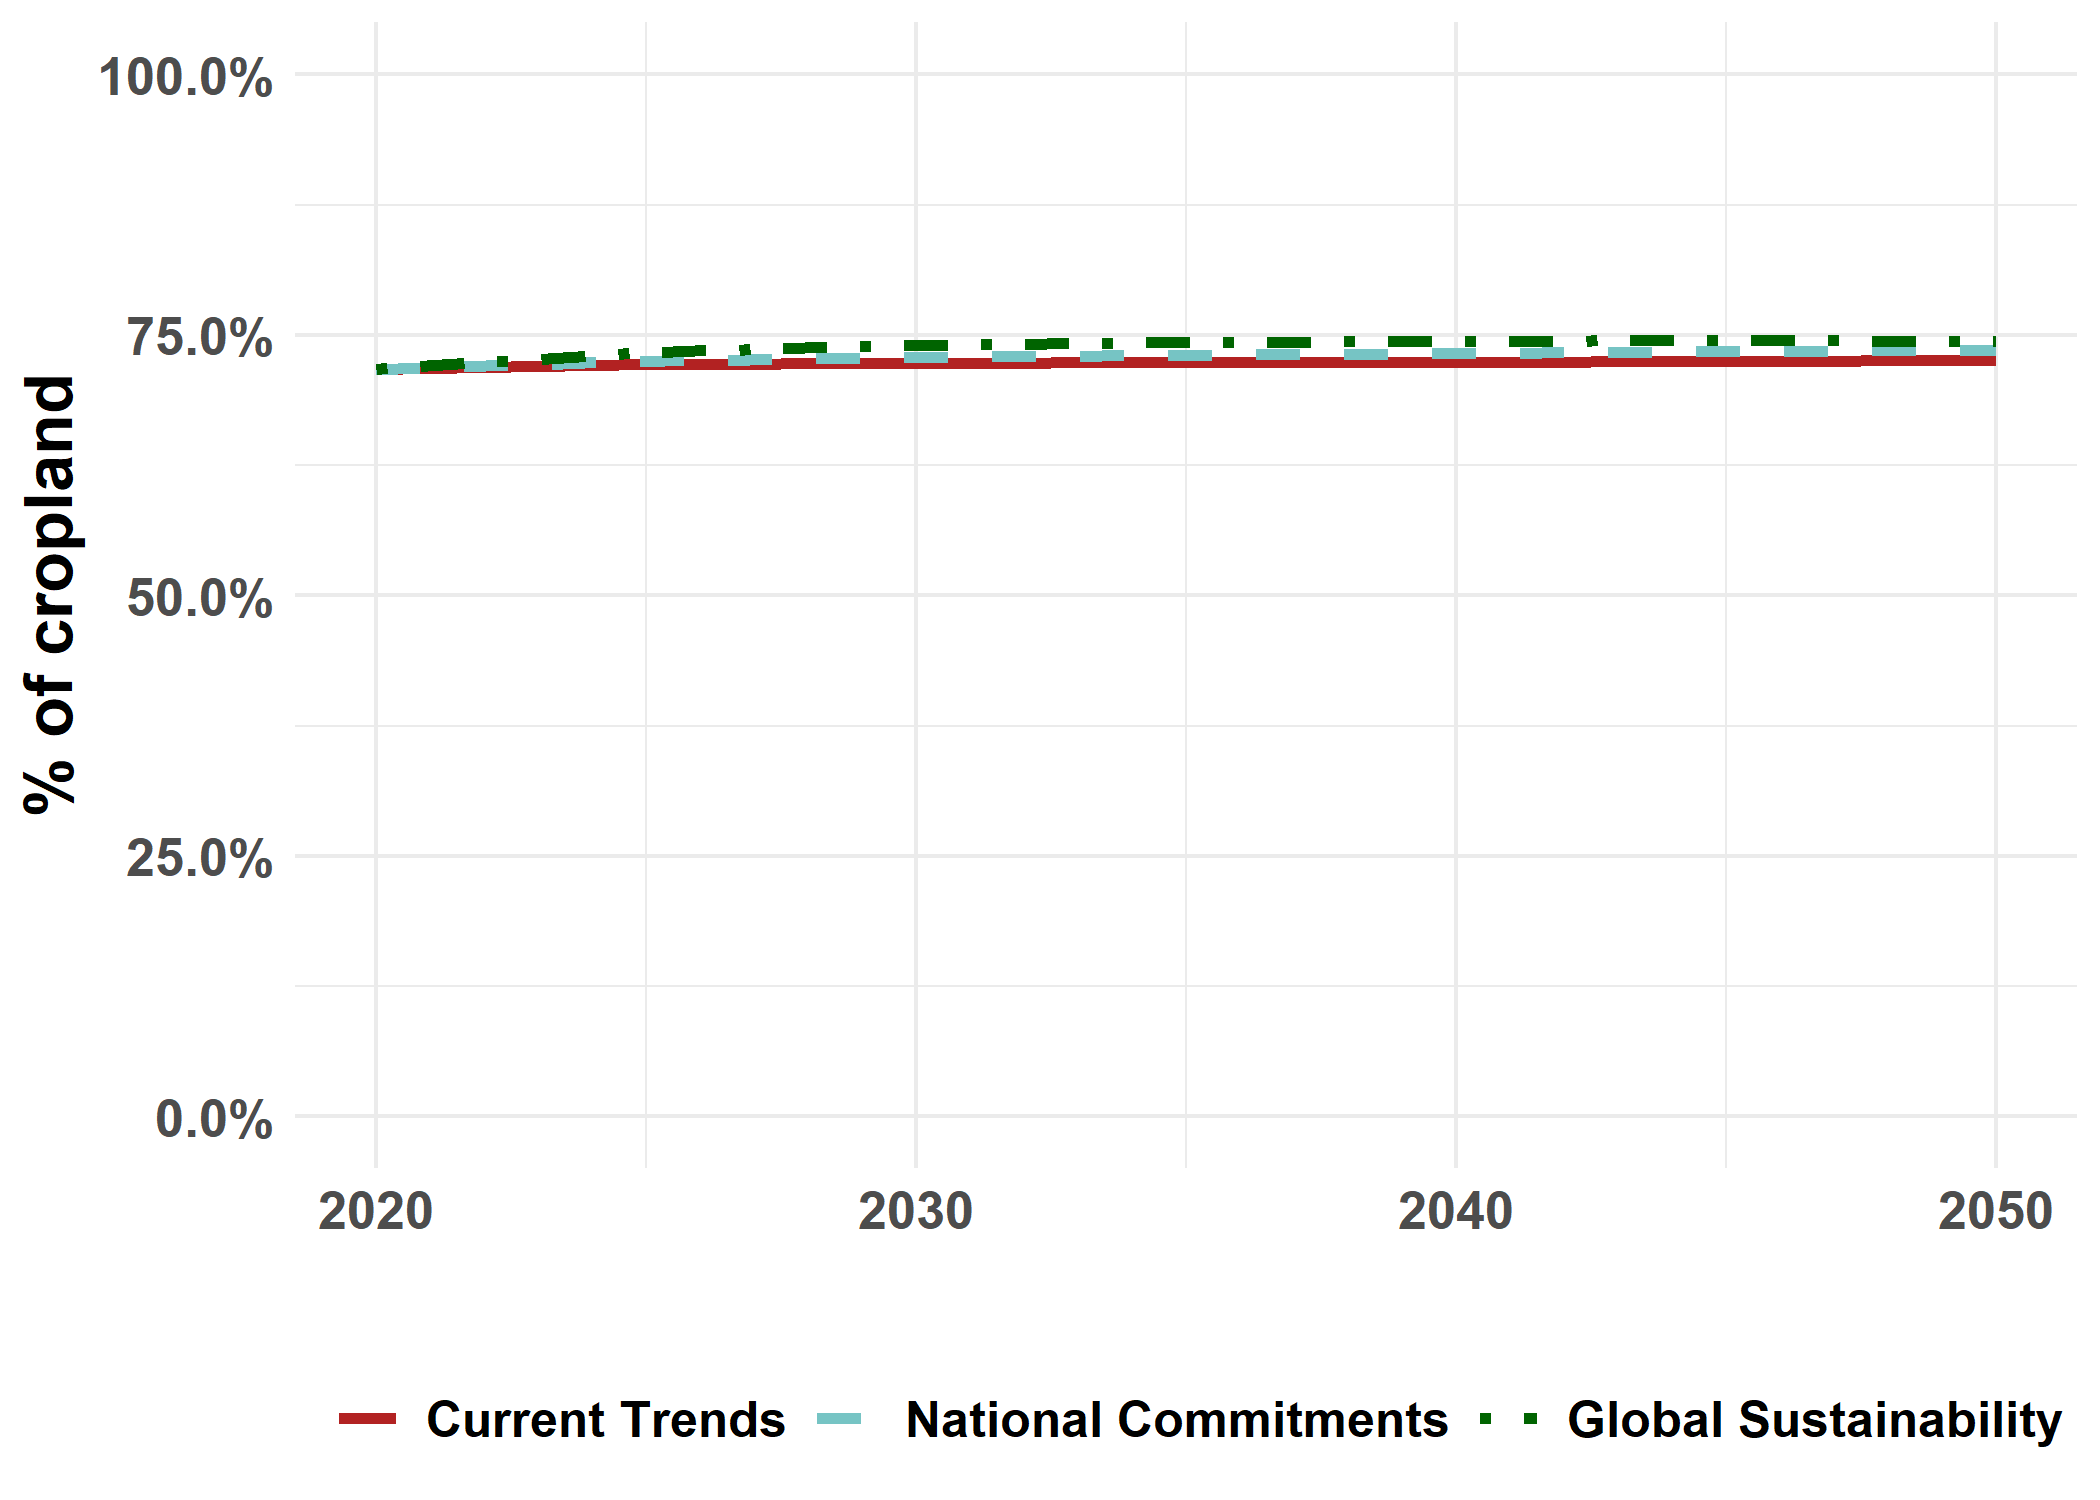 % of cropland
100.0%
75.0%
50.0%
25.0%
0.0%
2020 2030 2040 2050
Current Trends National Commitments Global Sustainability